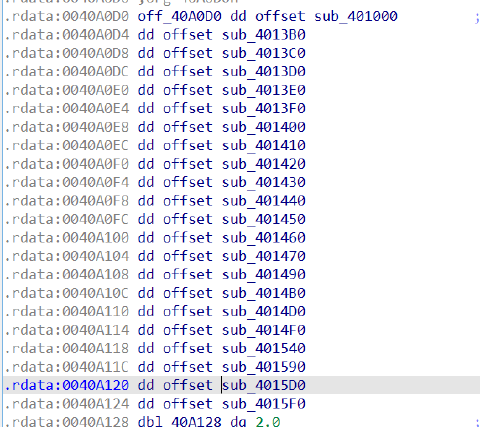 .rdata:0040A0D0 off_40A0D0 dd offset sub_401000 ;
.rdata:0040A0D4 dd offset sub_4013B0
.rdata:0040A0D8 dd offset sub_4013C0
.rdata:0040A0DC dd offset sub_4013D0
.rdata:0040A0E0 dd offset sub_4013E0
.rdata:0040A0E4 dd offset sub_4013F0
.rdata:0040A0E8 dd offset sub_401400
.rdata:0040A0EC dd offset sub_401410
.rdata:0040A0F0 dd offset sub_401420
.rdata:0040A0F4 dd offset sub_401430
.rdata:0040A0F8 dd offset sub_401440
.rdata:0040A0FC dd offset sub_401450
.rdata:0040A100 dd offset sub_401460
.rdata:0040A104 dd offset sub_401470
.rdata:0040A108 dd offset sub_401490
.rdata:0040A10C dd offset sub_4014B0
.rdata:0040A110 dd offset sub_4014D0
.rdata:0040A114 dd offset sub_4014F0
.rdata:0040A118 dd offset sub_401540
.rdata:0040A11C dd offset sub_401590
.rdata:0040A120 dd offset sub_4015D0
.rdata:0040A124 dd offset sub_4015F0
.rdata:0040A128 dbl_40A128 dq 2.0 ;